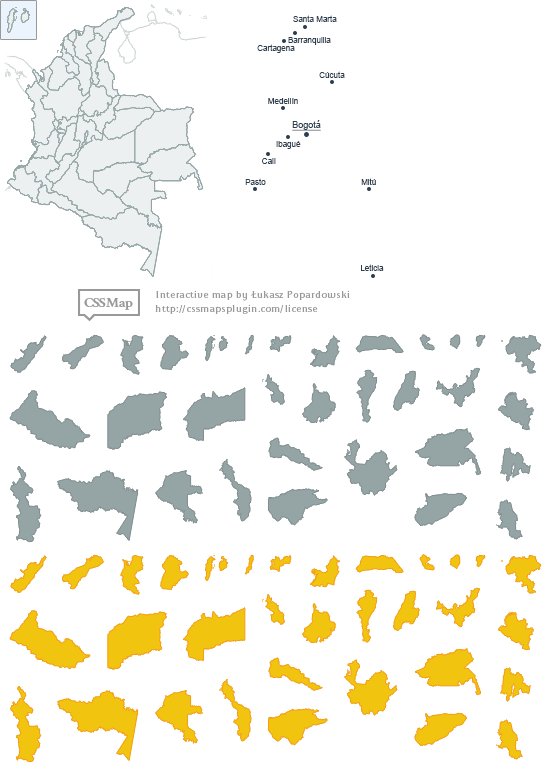 Santa Marta
Barranquilla
Cartagena
Cúcuta
Medellín
Bogotá
Ibagué
Cali
Pasto
Mitú
Leticia
CSSMap
Interactive map by Łukasz Popardowski
http://cssmapsplugin.com/license